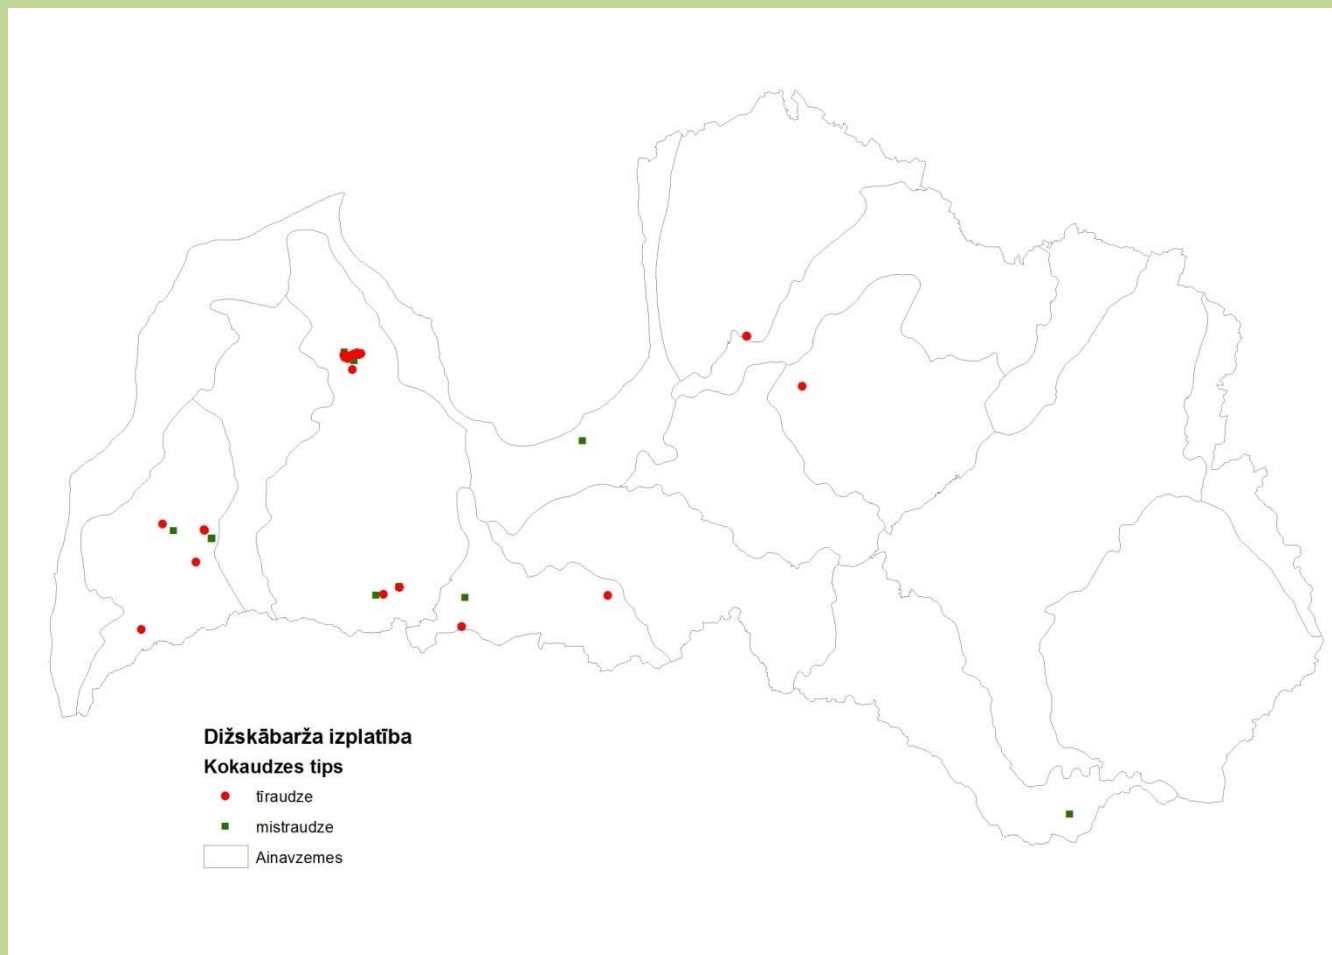 Dižskābarža izplatība
Kokaudzes tips
tīraudze
mistraudze
Ainavzemes